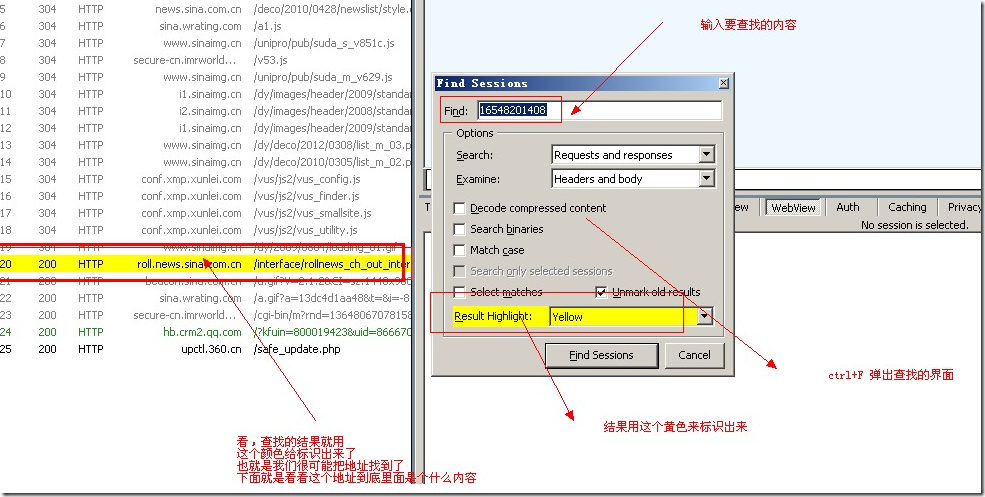 5 304 HTTP news.sina.com.cn /deco/2010/0428/newslist/style.
6 304 HTTP sina.wrating.com /a1.js
7 304 HTTP www.sinaimg.cn /unipro/pub/suda_s_v851c.js
8 304 HTTP secure-cn.imrworld... /v53.js
9 304 HTTP www.sinaimg.cn /unipro/pub/suda_m_v629.js
10 304 HTTP i1.sinaimg.cn /dy/images/header/2009/standar
11 304 HTTP i2.sinaimg.cn /dy/images/header/2008/standar
12 304 HTTP i1.sinaimg.cn /dy/images/header/2009/standar
13 304 HTTP www.sinaimg.cn /dy/deco/2012/0308/list_m_03.p
14 304 HTTP www.sinaimg.cn /dy/deco/2010/0305/list_m_02.p
15 304 HTTP conf.xmp.xunlei.com /vus/js2/vus_config.js
16 304 HTTP conf.xmp.xunlei.com /vus/js2/vus_finder.js
17 304 HTTP conf.xmp.xunlei.com /vus/js2/vus_smallsite.js
18 304 HTTP conf.xmp.xunlei.com /vus/js2/vus_utility.js
19 304 HTTP www.sinaimg.cn /dy/2009/0804/loading_01.gif
20 200 HTTP roll.news.sina.com.cn /interface/rollnews_ch_out_inter
21 200 HTTP beacon.sina.com.cn
22 200 HTTP sina.wrating.com /a.gif?a=13dc4d1aa48&t=&i=-8
23 200 HTTP secure-cn.imrworld... /cgi-bin/m?rnd=1364806707815
24 200 HTTP hb.crm2.qq.com /?kfuin=800019423&uid=866670
25 200 HTTP upctl.360.cn /safe_update.php
输入要查找的内容
Find Sessions
Find: 16548201408
Options
Search: Requests and responses
Examine: Headers and body
Decode compressed content
Search binaries
Match case
Search only selected sessions
Select matches Unmark old results
Result Highlight: Yellow
Find Sessions Cancel
T ew WebView Auth Caching Privacy
No session is selected.
ctrl+F 弹出查找的界面
结果用这个黄色来标识出来
看，查找的结果就用
这个颜色给标识出来了
也就是我们很可能把地址找到了
下面就是看看这个地址到底里面是个什么内容